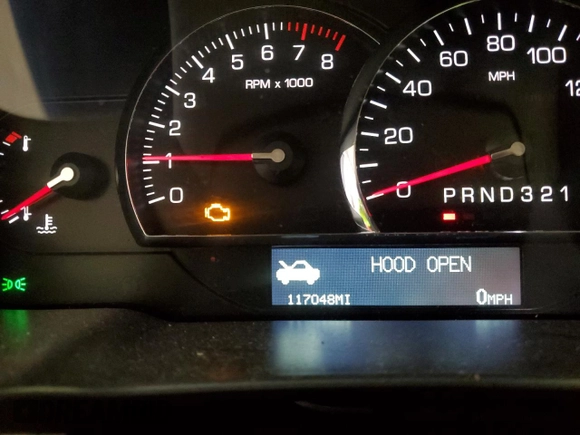 0 1 2 3 4 5 6 7 8
RPM x 1000
0 20 40 60 80 100
MPH
PRND321
HOOD OPEN
117048MI
0MPH